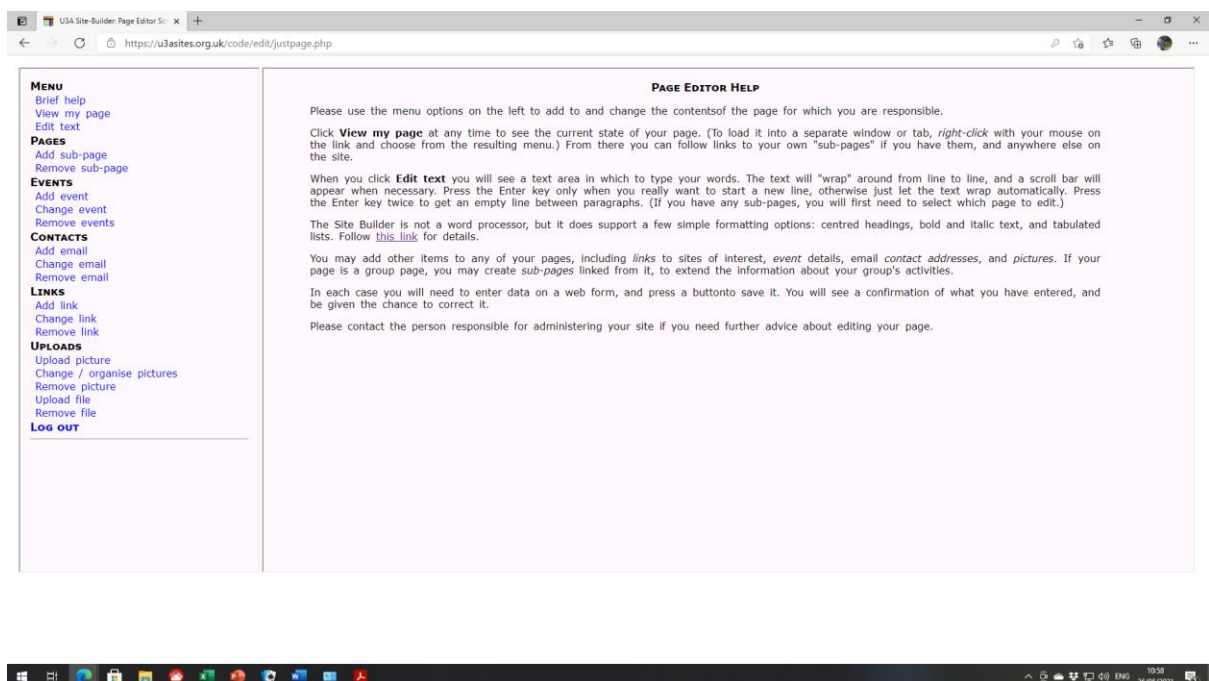 U3A Site-Builder: Page Editor Sc
https://u3asites.org.uk/code/edit/justpage.php
MENU
Brief help
View my page
Edit text
PAGES
Add sub-page
Remove sub-page
EVENTS
Add event
Change event
Remove events
CONTACTS
Add email
Change email
Remove email
LINKS
Add link
Change link
Remove link
UPLOADS
Upload picture
Change / organise pictures
Remove picture
Upload file
Remove file
LOG OUT
PAGE EDITOR HELP
Please use the menu options on the left to add to and change the contentsof the page for which you are responsible.
Click View my page at any time to see the current state of your page. (To load it into a separate window or tab, right-click with your mouse on
the link and choose from the resulting menu.) From there you can follow links to your own "sub-pages" if you have them, and anywhere else on
the site.
When you click Edit text you will see a text area in which to type your words. The text will "wrap" around from line to line, and a scroll bar will
appear when necessary. Press the Enter key only when you really want to start a new line, otherwise just let the text wrap automatically. Press
the Enter key twice to get an empty line between paragraphs. (If you have any sub-pages, you will first need to select which page to edit.)
The Site Builder is not a word processor, but it does support a few simple formatting options: centred headings, bold and italic text, and tabulated
lists. Follow this link for details.
You may add other items to any of your pages, including links to sites of interest, event details, email contact addresses, and pictures. If your
page is a group page, you may create sub-pages linked from it, to extend the information about your group's activities.
In each case you will need to enter data on a web form, and press a buttonto save it. You will see a confirmation of what you have entered, and
be given the chance to correct it.
Please contact the person responsible for administering your site if you need further advice about editing your page.
ENG
10:58